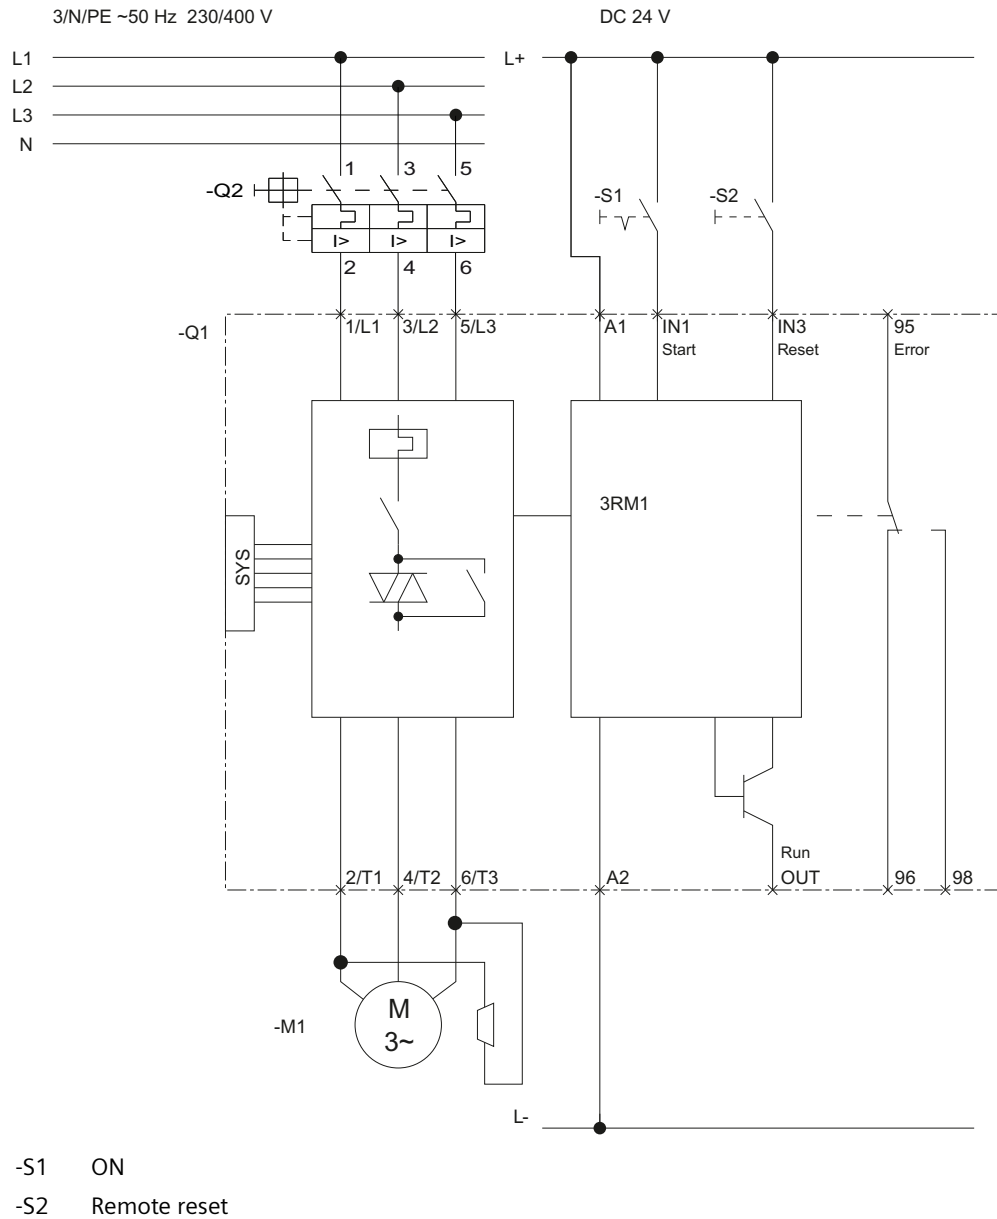 3/N/PE ~50 Hz 230/400 V
DC 24 V
L1
L2
L3
N
L+
1
3
5
-Q2
I>
I>
I>
2
4
6
-S1
-S2
-Q1
1/L1
3/L2
5/L3
A1
IN1
Start
IN3
Reset
95
Error
3RM1
SYS
Run
2/T1
4/T2
6/T3
A2
OUT
96
98
-M1
M
3~
L-
-S1 ON
-S2 Remote reset